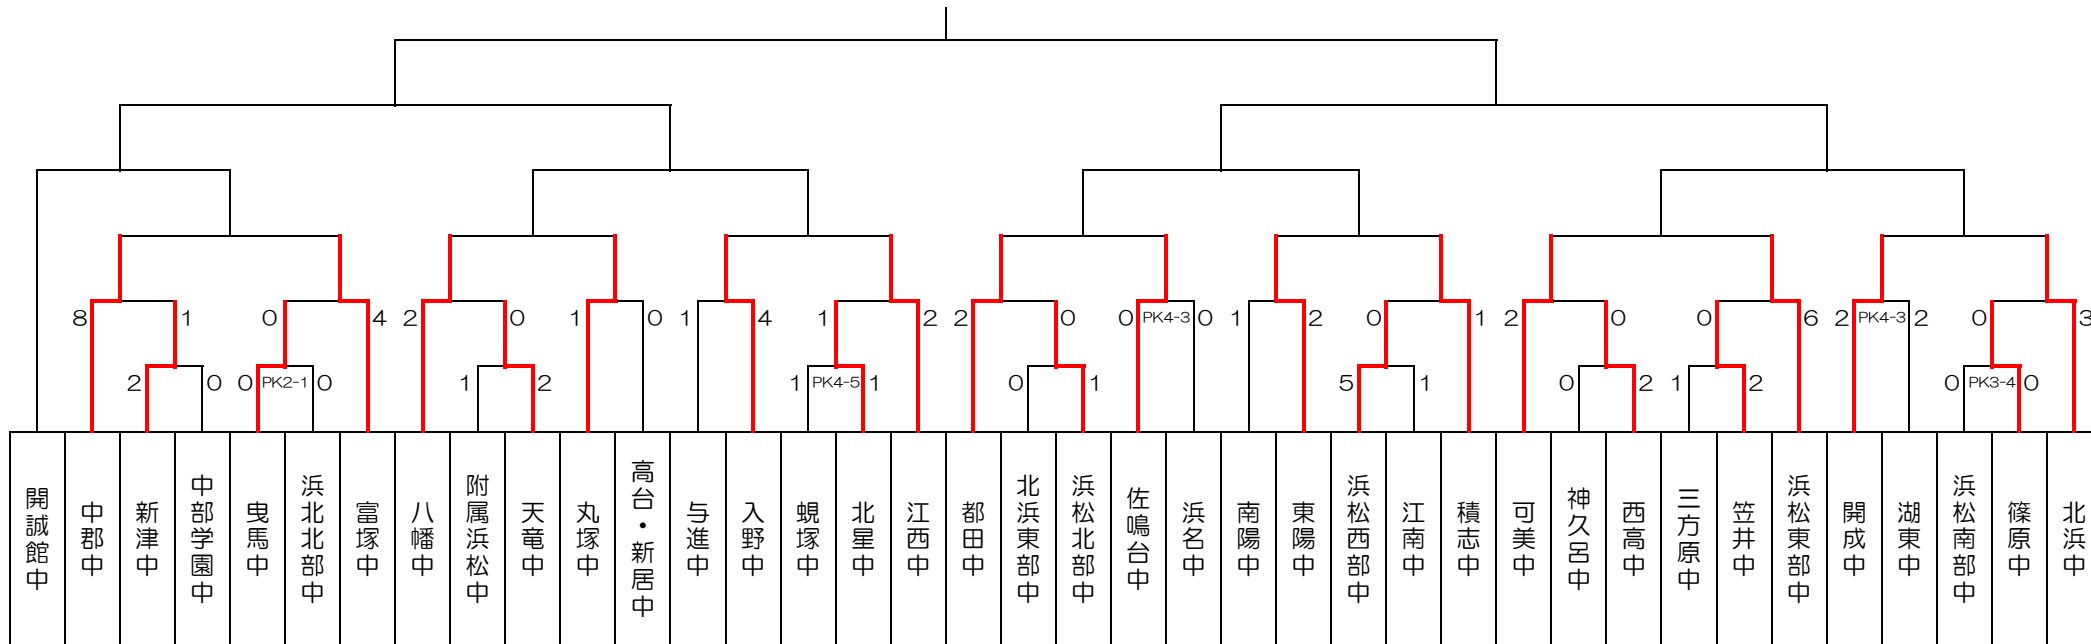 8 1 0 4 2 0 1 0 1 4 1 2 2 0 0 PK4-3 0 1 2 0 1 2 0 0 6 2 PK4-3 2 0 3
2 0 0 PK2-1 0 1 2 1 PK4-5 1 0 1 5 1 0 2 1 2 0 PK3-4 0
開誠館中
中郡中
新津中
中部学園中
曳馬中
浜北北部中
富塚中
八幡中
附属浜松中
天竜中
丸塚中
高台・新居中
与進中
入野中
蜆塚中
北星中
江西中
都田中
北浜東部中
浜松北部中
佐鳴台中
浜名中
南陽中
東陽中
浜松西部中
江南中
積志中
可美中
神久呂中
西高中
三方原中
笠井中
浜松東部中
開成中
湖東中
浜松南部中
篠原中
北浜中